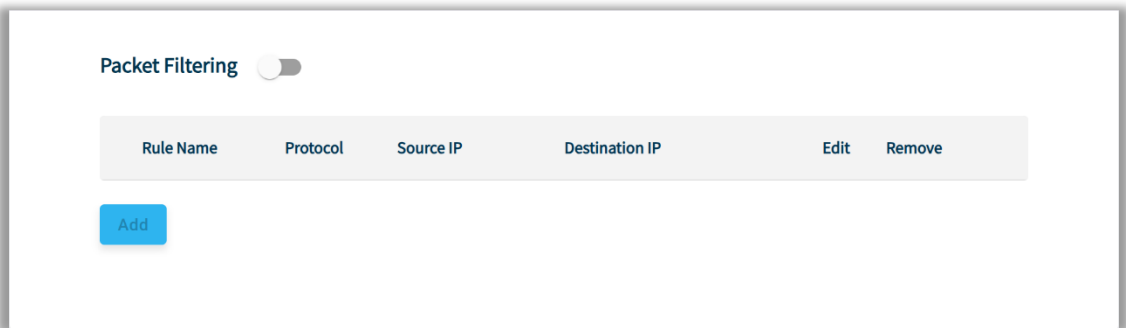 Packet Filtering
Rule Name Protocol Source IP Destination IP Edit Remove
Add